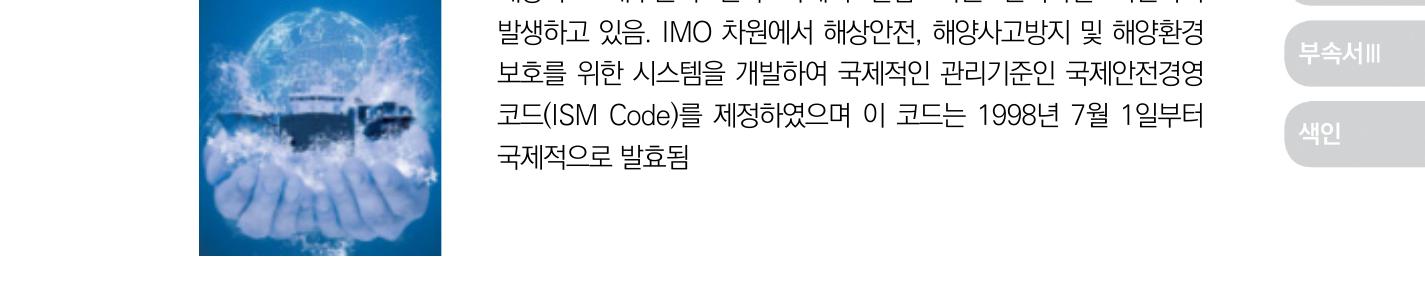 발생하고 있음. IMO 차원에서 해상안전, 해양사고방지 및 해양환경
보호를 위한 시스템을 개발하여 국제적인 관리기준인 국제안전경영
코드(ISM Code)를 제정하였으며 이 코드는 1998년 7월 1일부터
국제적으로 발효됨
부속서Ⅲ
색인